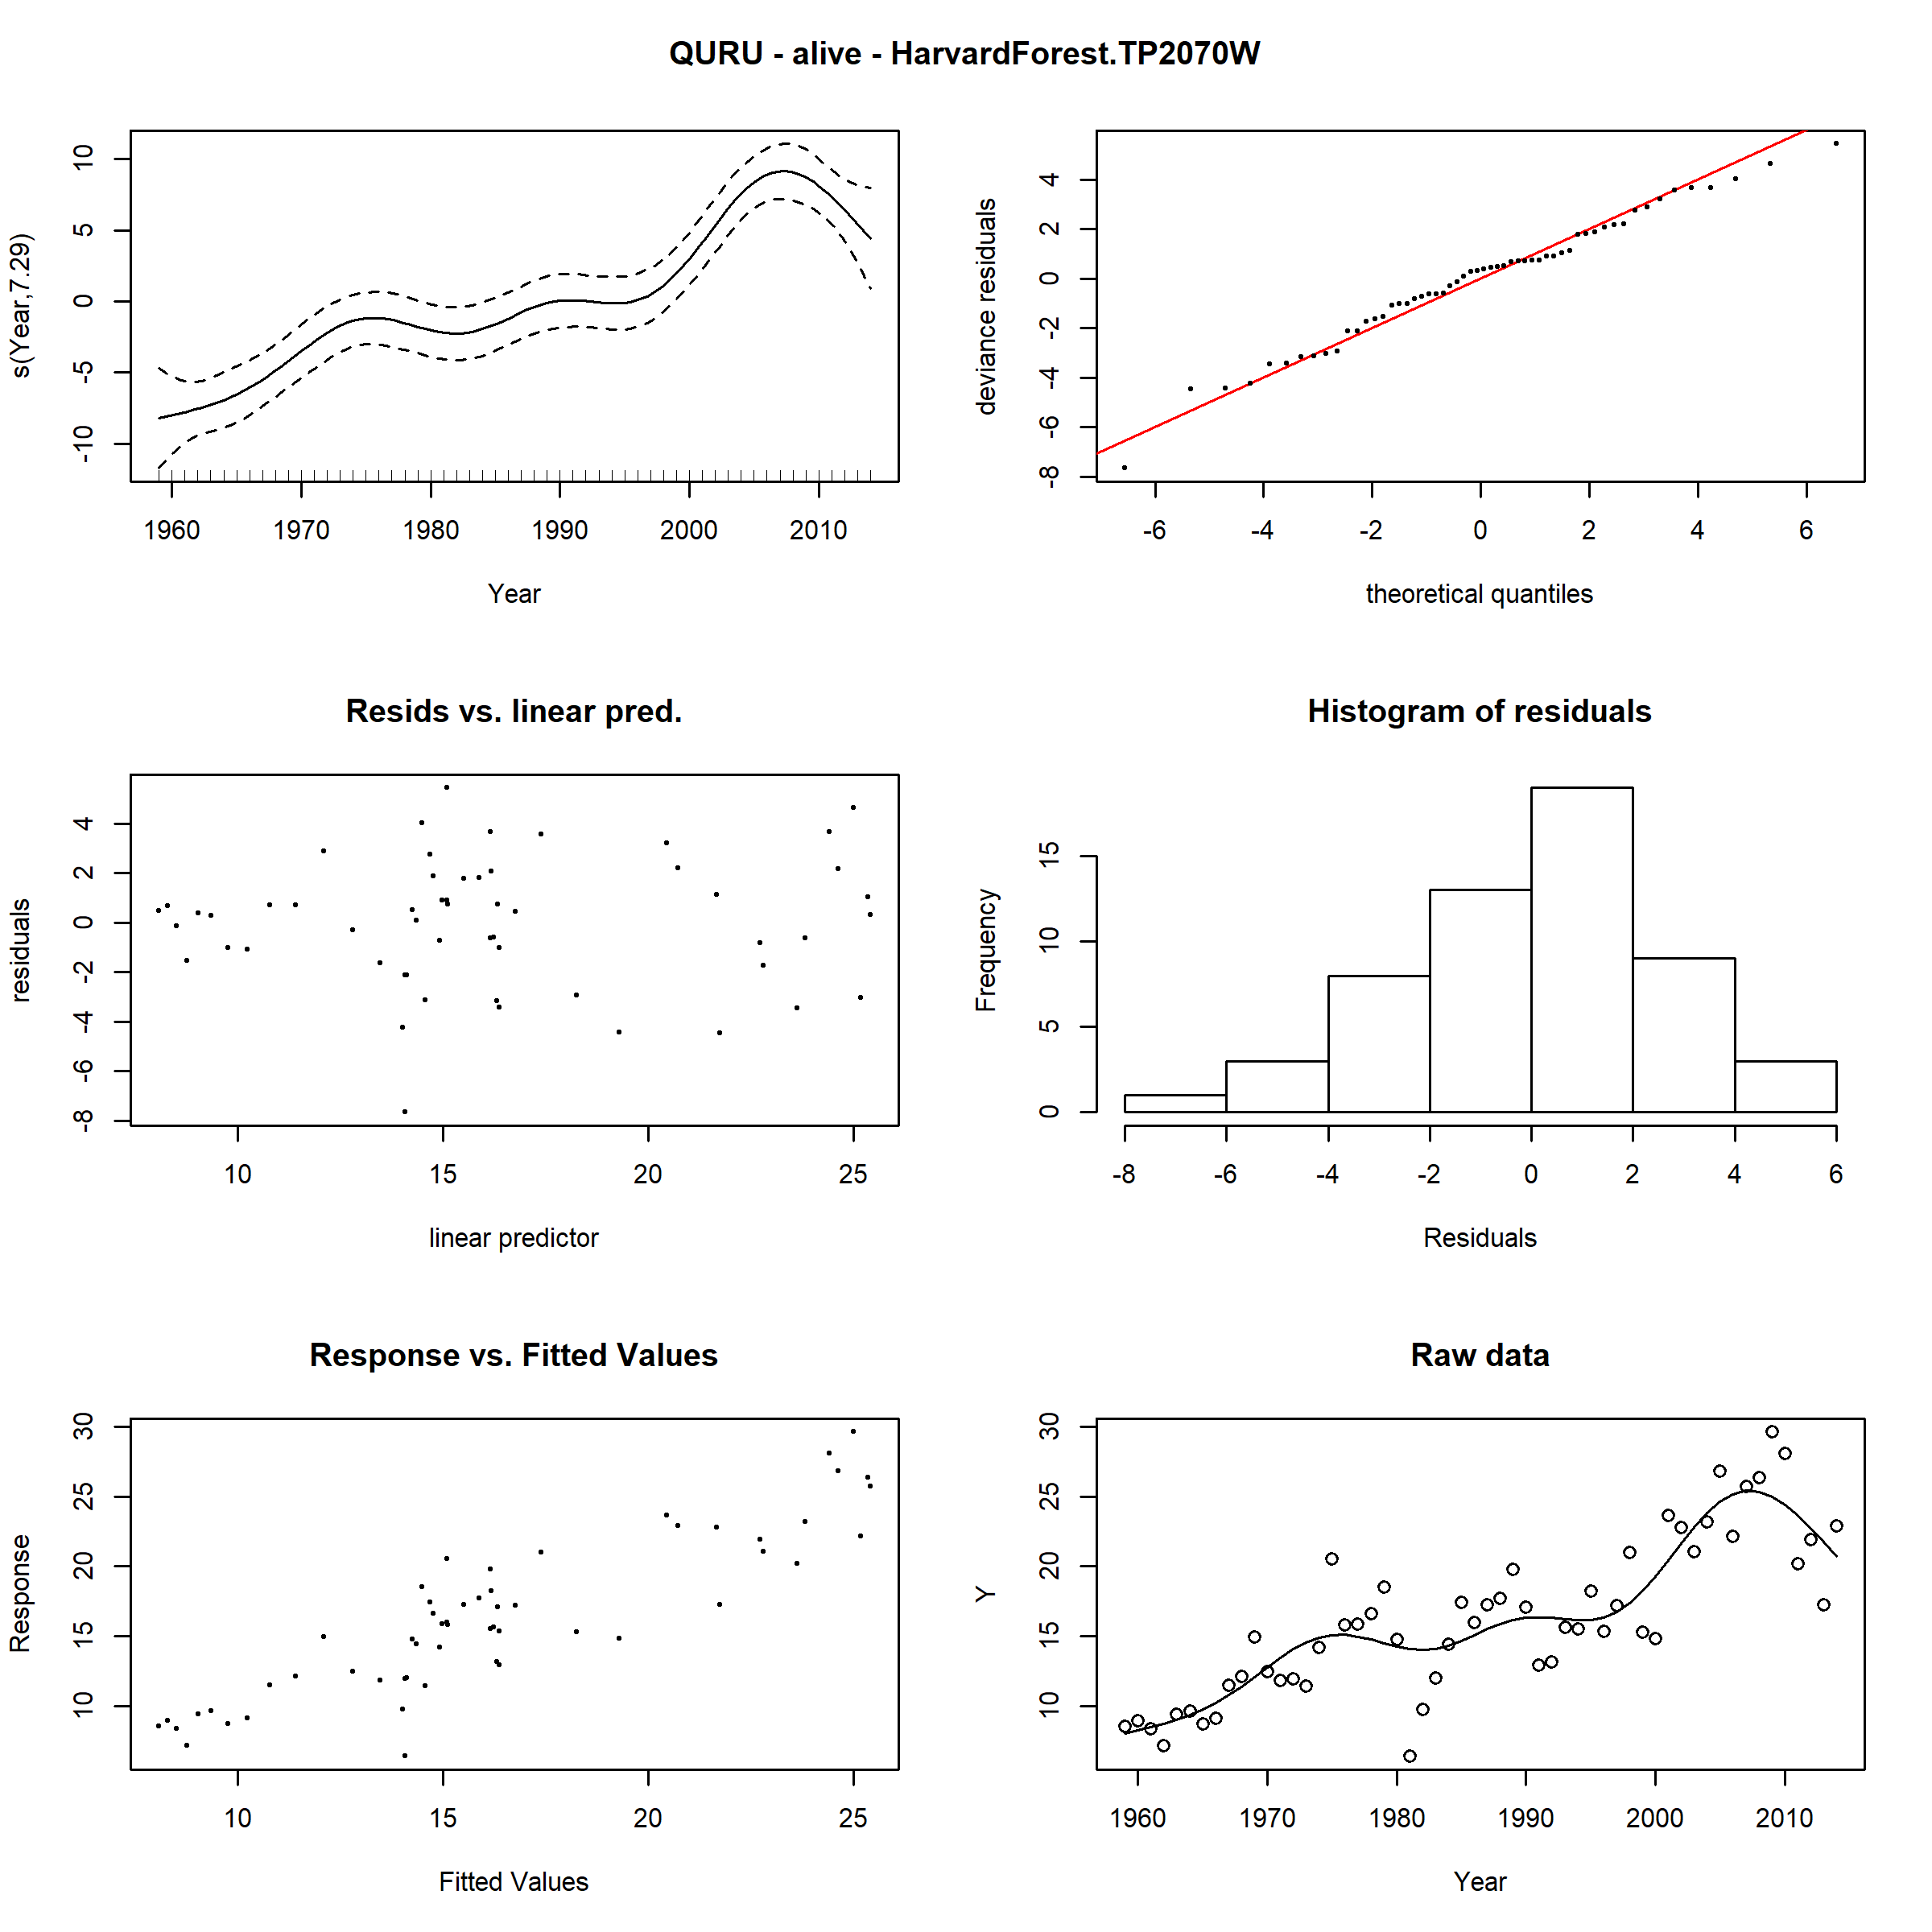 QURU - alive - HarvardForest.TP2070W
s(Year,7.29)
10
5
0
-5
-10
1960 1970 1980 1990 2000 2010
Year
deviance residuals
4
2
0
-2
-4
-6
-8
-6 -4 -2 0 2 4 6
theoretical quantiles
Resids vs. linear pred.
residuals
4
2
0
-2
-4
-6
-8
10 15 20 25
linear predictor
Histogram of residuals
Frequency
15
10
5
0
-8 -6 -4 -2 0 2 4 6
Residuals
Response vs. Fitted Values
Response
30
25
20
15
10
10 15 20 25
Fitted Values
Raw data
Y
30
25
20
15
10
1960 1970 1980 1990 2000 2010
Year